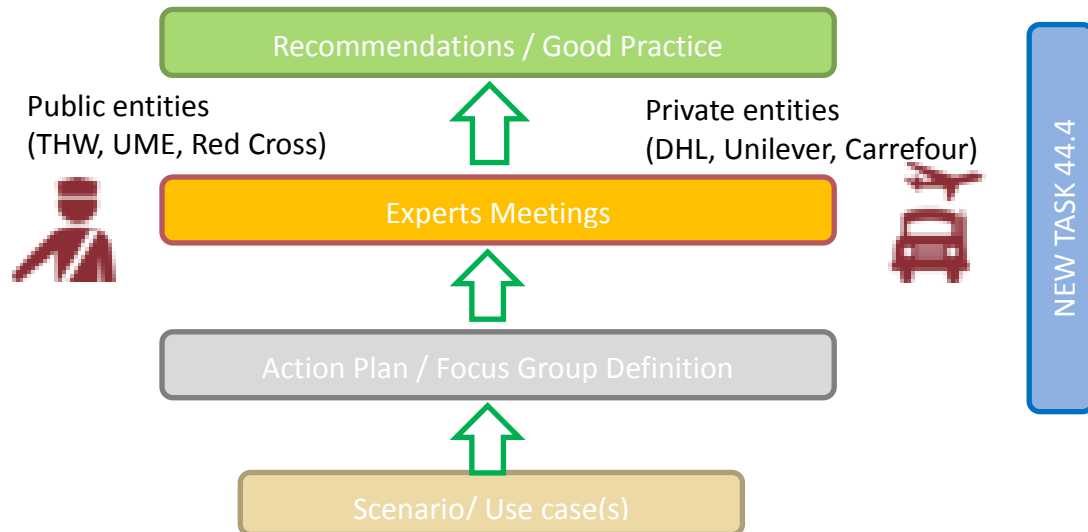 Recommendations / Good Practice
Public entities
(THW, UME, Red Cross)
Private entities
(DHL, Unilever, Carrefour)
Experts Meetings
Action Plan / Focus Group Definition
Scenario/ Use case(s)
NEW TASK 44.4